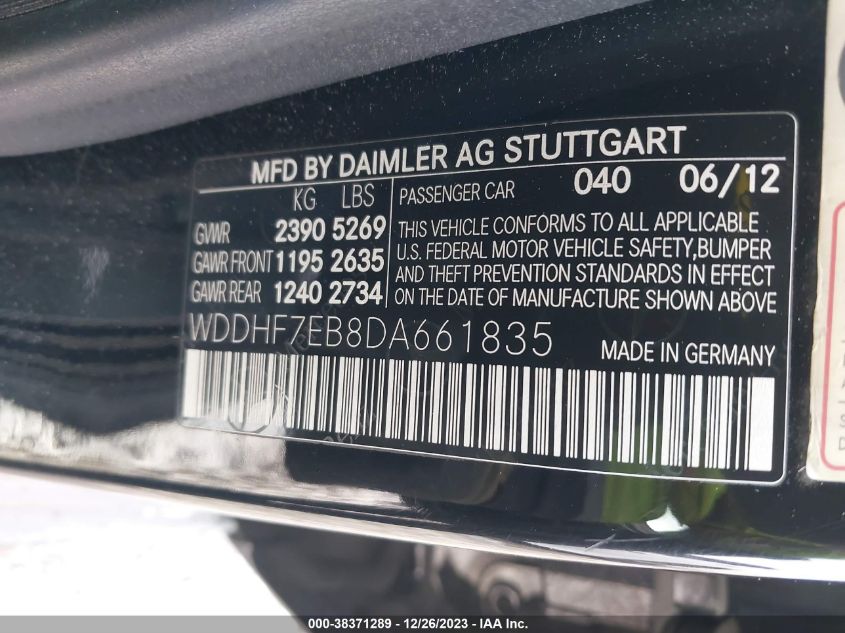 MFD BY DAIMLER AG STUTTGART
KG LBS
GVWR 2390 5269
GAWR FRONT 1195 2635
GAWR REAR 1240 2734
PASSENGER CAR 040 06/12
THIS VEHICLE CONFORMS TO ALL APPLICABLE
U.S. FEDERAL MOTOR VEHICLE SAFETY,BUMPER
AND THEFT PREVENTION STANDARDS IN EFFECT
ON THE DATE OF MANUFACTURE SHOWN ABOVE
WDDHF7EB8DA661835
MADE IN GERMANY
000-38371289 - 12/26/2023 - IAA Inc.